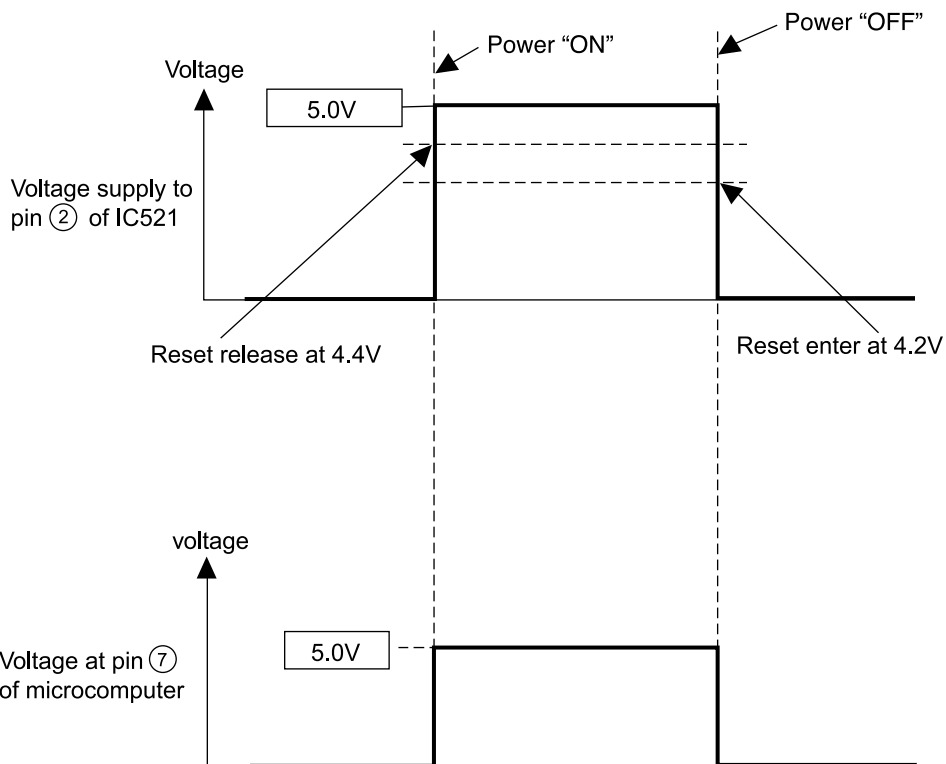 Power “OFF”
Power “ON”
Voltage
5.0V
Voltage supply to
pin ② of IC521
Reset release at 4.4V
Reset enter at 4.2V
voltage
5.0V
Voltage at pin ⑦
of microcomputer